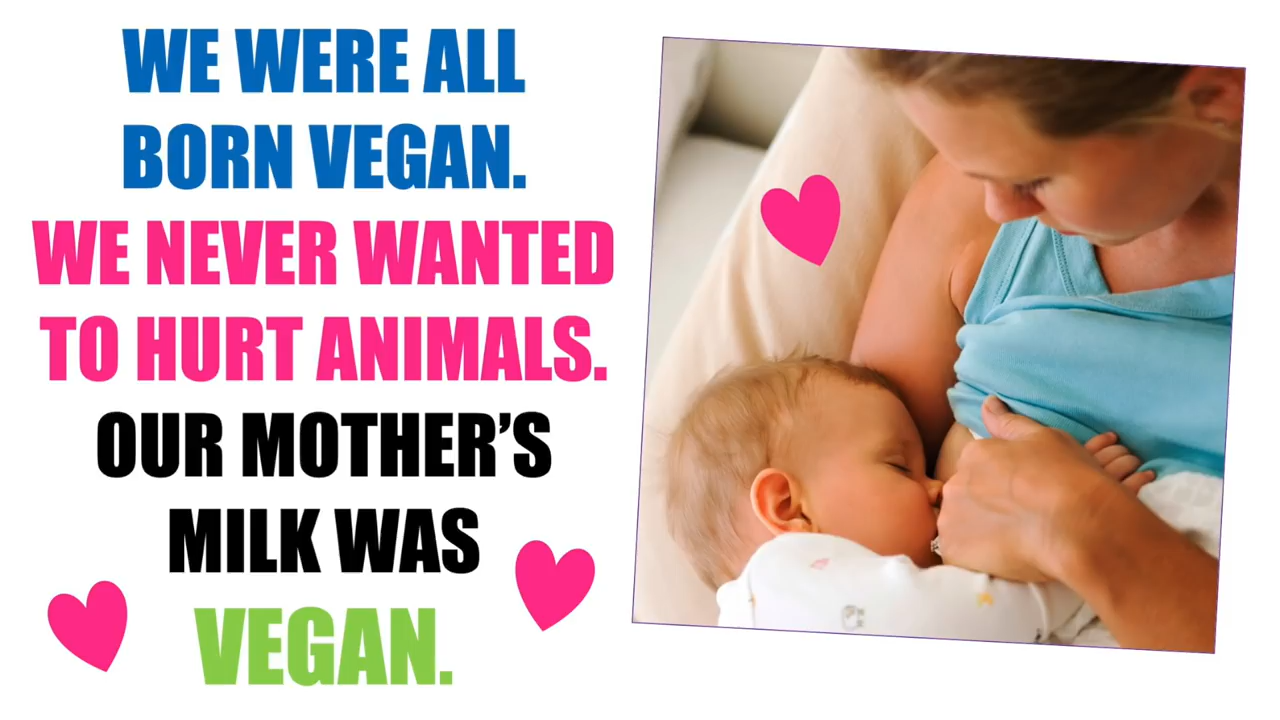 WE WERE ALL
BORN VEGAN.
WE NEVER WANTED
TO HURT ANIMALS.
OUR MOTHER’S
MILK WAS
VEGAN.